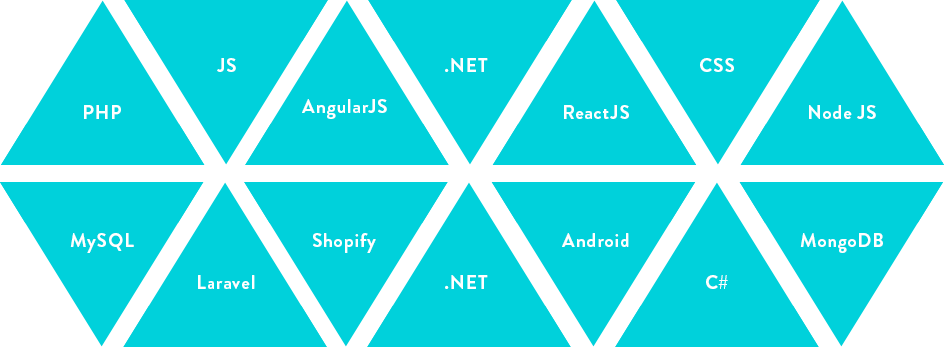 PHP
JS
AngularJS
.NET
ReactJS
CSS
Node JS
MySQL
Laravel
Shopify
.NET
Android
C#
MongoDB